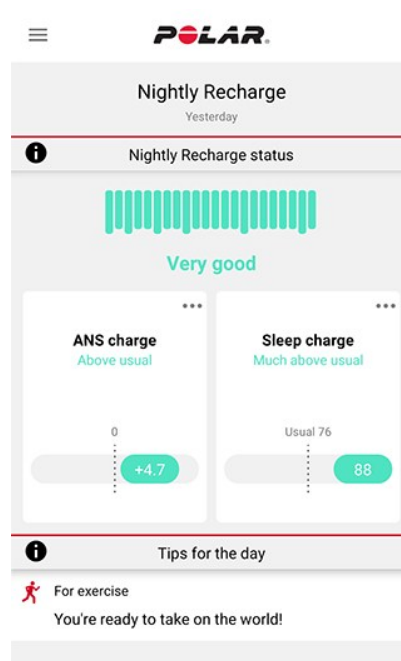 POLAR.
Nightly Recharge
Yesterday
Nightly Recharge status
Very good
ANS charge
Above usual
0
+4.7
Sleep charge
Much above usual
Usual 76
88
Tips for the day
For exercise
You're ready to take on the world!